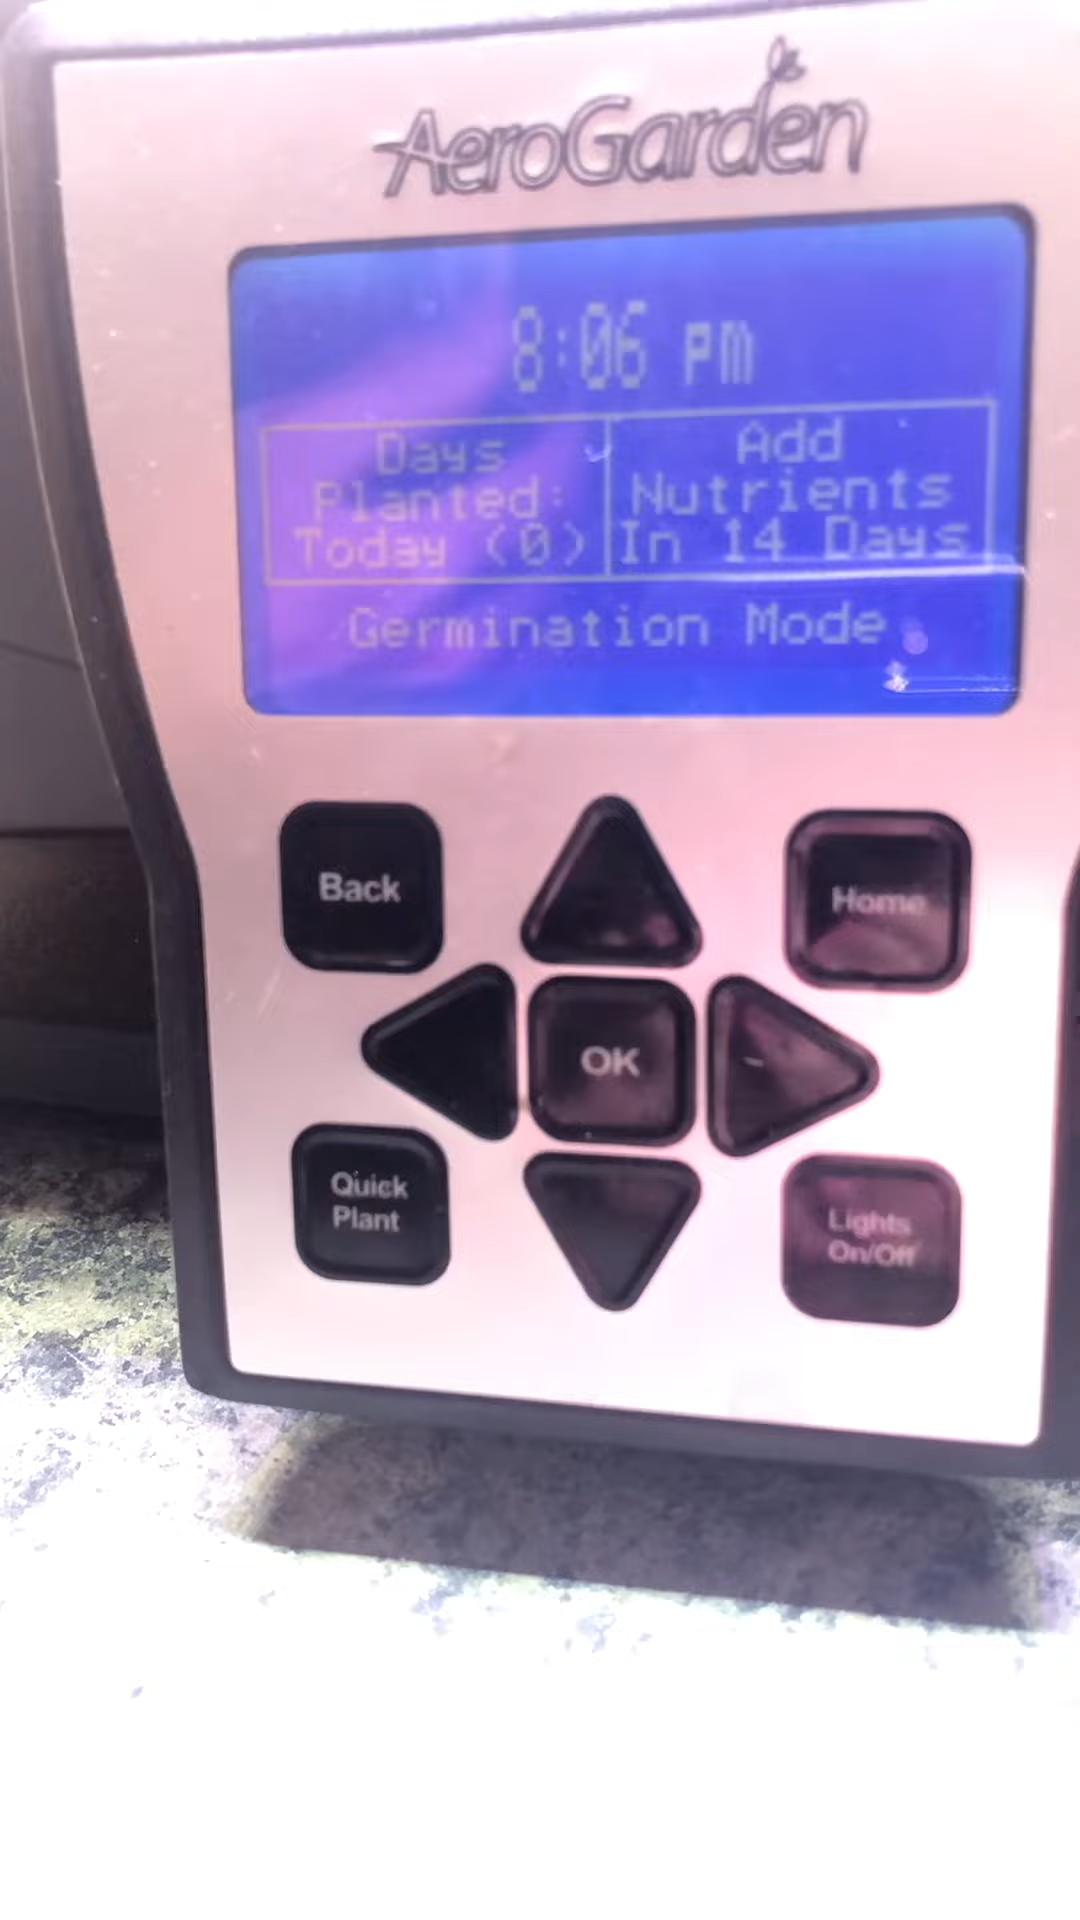 AeroGarden
8:06 PM
Days
Planted:
Today (0)
Add
Nutrients
In 14 Days
Germination Mode
Back
Home
OK
Quick
Plant
Lights
On/Off